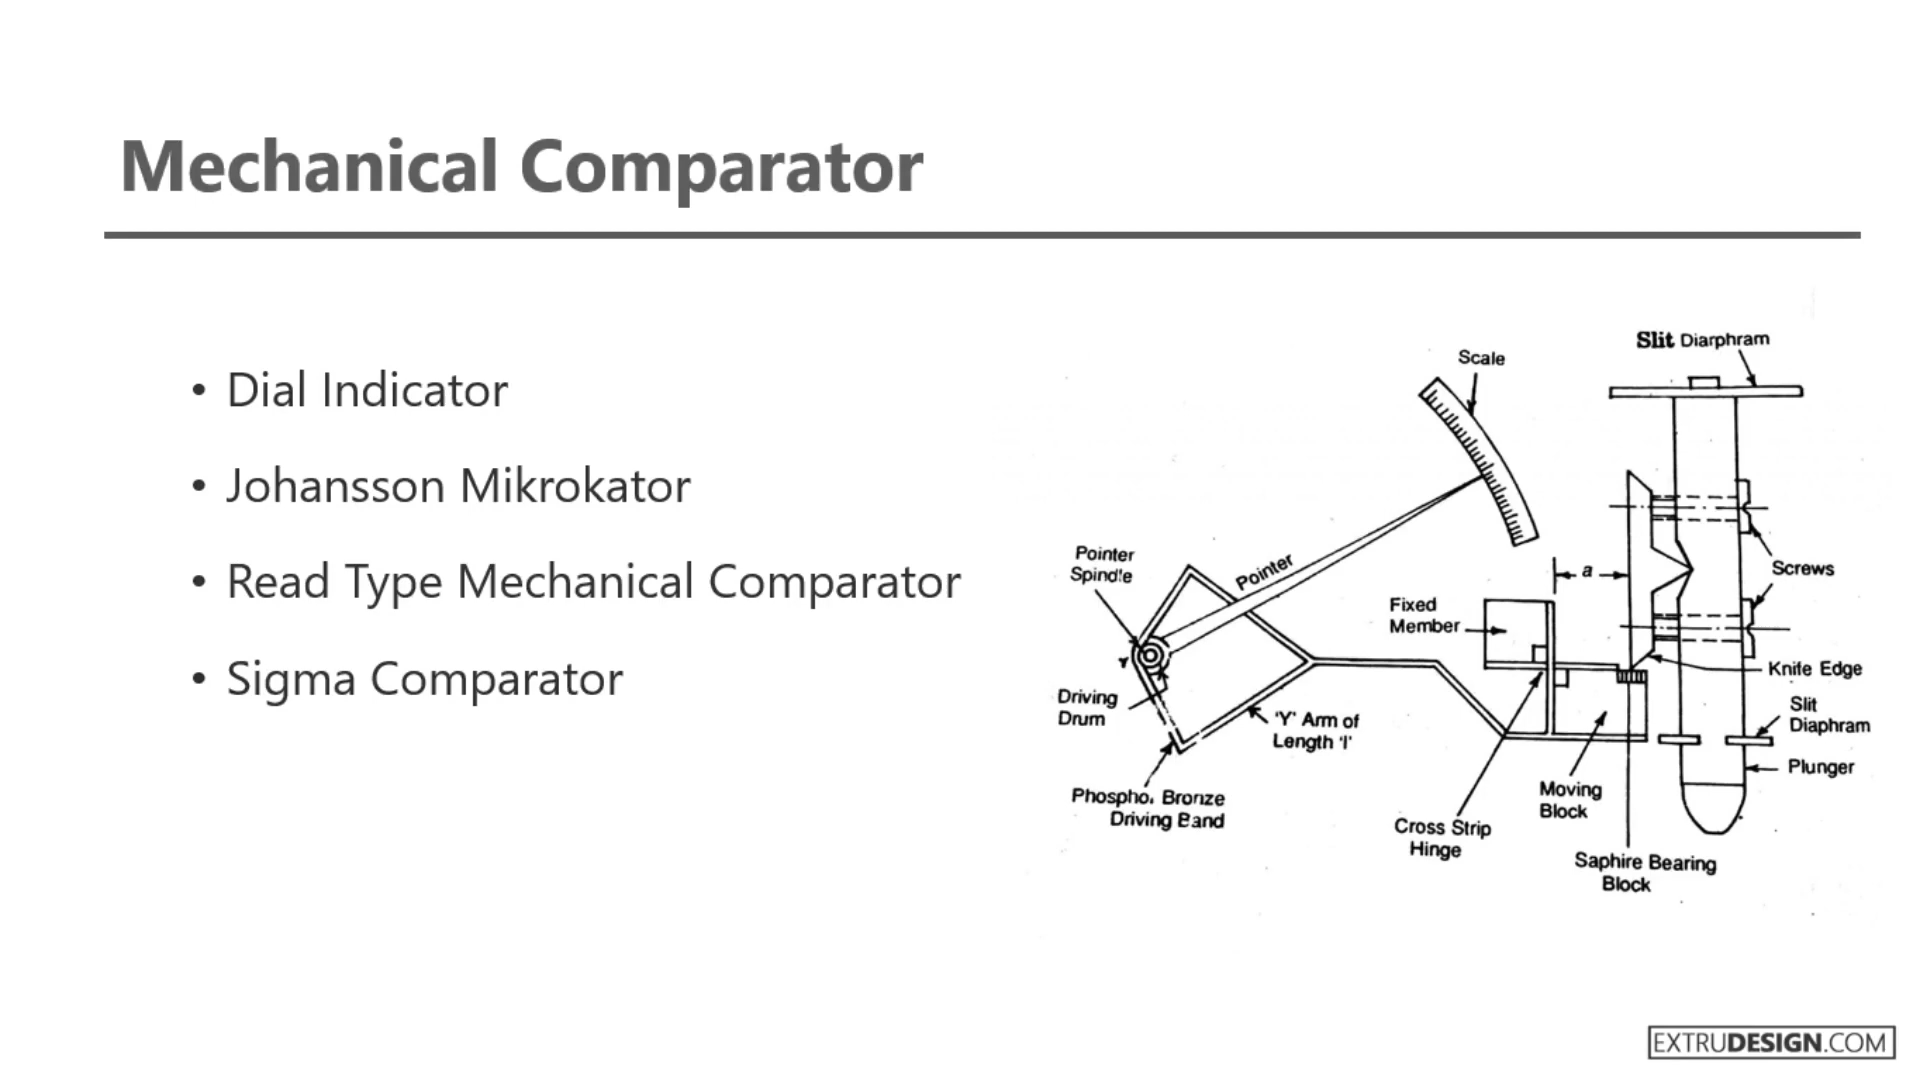 Mechanical Comparator
• Dial Indicator
• Johansson Mikrokator
• Read Type Mechanical Comparator
• Sigma Comparator
Slit Diarphram
Scale
Pointer
Spindle
Pointer
a
Screws
Fixed
Member
Y
Knife Edge
Driving
Drum
'Y' Arm of
Length 'l'
Slit
Diaphram
Plunger
Phospho. Bronze
Driving Band
Moving
Block
Cross Strip
Hinge
Saphire Bearing
Block
EXTRUDESIGN.COM